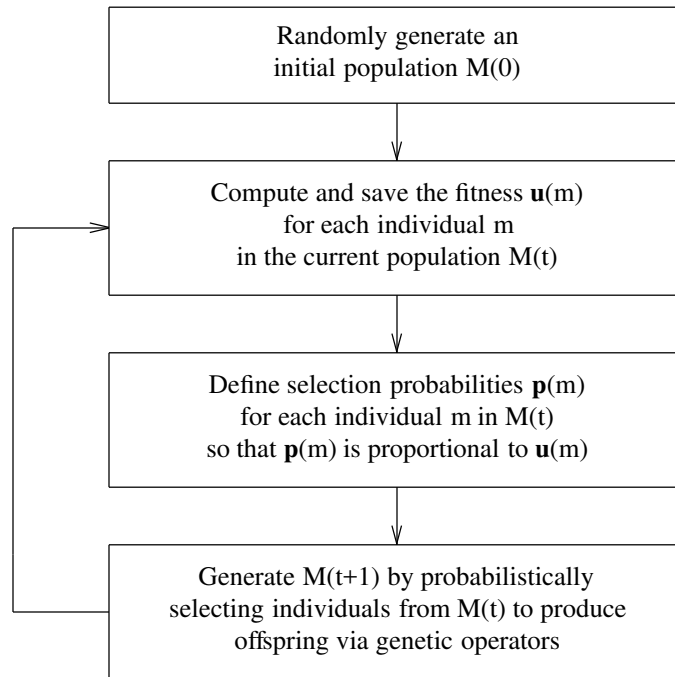 Randomly generate an
initial population M(0)
Compute and save the fitness u(m)
for each individual m
in the current population M(t)
Define selection probabilities p(m)
for each individual m in M(t)
so that p(m) is proportional to u(m)
Generate M(t+1) by probabilistically
selecting individuals from M(t) to produce
offspring via genetic operators